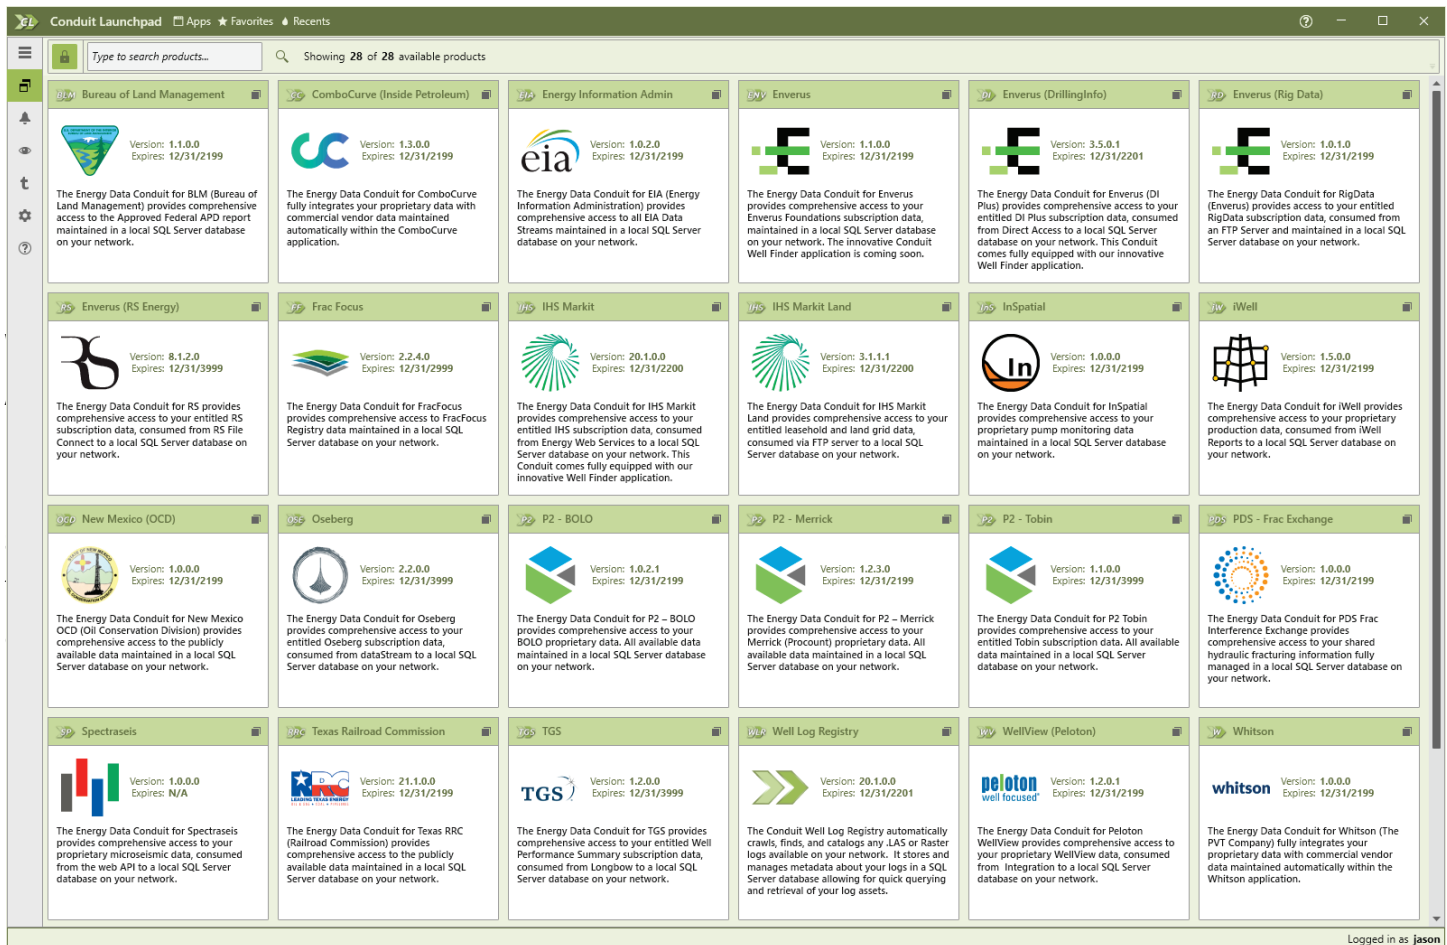 EL Conduit Launchpad Apps Favorites Recents
Type to search products... Showing 28 of 28 available products
BLM Bureau of Land Management
Version: 1.1.0.0
Expires: 12/31/2199
The Energy Data Conduit for BLM (Bureau of
Land Management) provides comprehensive
access to the Approved Federal APD report
maintained in a local SQL Server database
on your network.
CC ComboCurve (Inside Petroleum)
Version: 1.3.0.0
Expires: 12/31/2199
The Energy Data Conduit for ComboCurve
fully integrates your proprietary data with
commercial vendor data maintained
automatically within the ComboCurve
application.
EIA Energy Information Admin
eia
Version: 1.0.2.0
Expires: 12/31/2199
The Energy Data Conduit for EIA (Energy
Information Administration) provides
comprehensive access to all EIA Data
Streams maintained in a local SQL Server
database on your network.
ENV Enverus
Version: 1.1.0.0
Expires: 12/31/2199
The Energy Data Conduit for Enverus
provides comprehensive access to your
Enverus Foundations subscription data,
maintained in a local SQL Server database
on your network. The innovative Conduit
Well Finder application is coming soon.
DI Enverus (DrillingInfo)
Version: 3.5.0.1
Expires: 12/31/2201
The Energy Data Conduit for Enverus (DI
Plus) provides comprehensive access to your
entitled DI Plus subscription data, consumed
from Direct Access to a local SQL Server
database on your network. This Conduit
comes fully equipped with our innovative
Well Finder application.
RD Enverus (Rig Data)
Version: 1.0.1.0
Expires: 12/31/2199
The Energy Data Conduit for RigData
(Enverus) provides access to your entitled
RigData subscription data, consumed from
an FTP Server and maintained in a local SQL
Server database on your network.
RS Enverus (RS Energy)
RS
Version: 8.1.2.0
Expires: 12/31/3999
The Energy Data Conduit for RS provides
comprehensive access to your entitled RS
subscription data, consumed from RS File
Connect to a local SQL Server database on
your network.
FF Frac Focus
Version: 2.2.4.0
Expires: 12/31/2999
The Energy Data Conduit for FracFocus
provides comprehensive access to FracFocus
Registry data maintained in a local SQL
Server database on your network.
IHS IHS Markit
Version: 20.1.0.0
Expires: 12/31/2200
The Energy Data Conduit for IHS Markit
provides comprehensive access to your
entitled IHS subscription data, consumed
from Energy Web Services to a local SQL
Server database on your network. This
Conduit comes fully equipped with our
innovative Well Finder application.
IHS IHS Markit Land
Version: 3.1.1.1
Expires: 12/31/2200
The Energy Data Conduit for IHS Markit
Land provides comprehensive access to your
entitled leasehold and land grid data,
consumed via FTP server to a local SQL
Server database on your network.
InSpatial
In
Version: 1.0.0.0
Expires: 12/31/2199
The Energy Data Conduit for InSpatial
provides comprehensive access to your
proprietary pump monitoring data
maintained in a local SQL Server database
on your network.
iWell
Version: 1.5.0.0
Expires: 12/31/2199
The Energy Data Conduit for iWell provides
comprehensive access to your proprietary
production data, consumed from iWell
Reports to a local SQL Server database on
your network.
OCD New Mexico (OCD)
Version: 1.0.0.0
Expires: 12/31/2199
The Energy Data Conduit for New Mexico
OCD (Oil Conservation Division) provides
comprehensive access to the publicly
available data maintained in a local SQL
Server database on your network.
OSE Oseberg
Version: 2.2.0.0
Expires: 12/31/3999
The Energy Data Conduit for Oseberg
provides comprehensive access to your
entitled Oseberg subscription data,
consumed from dataStream to a local SQL
Server database on your network.
P2 P2 - BOLO
Version: 1.0.2.1
Expires: 12/31/2199
The Energy Data Conduit for P2 – BOLO
provides comprehensive access to your
BOLO proprietary data. All available data
maintained in a local SQL Server database
on your network.
P2 P2 - Merrick
Version: 1.2.3.0
Expires: 12/31/2199
The Energy Data Conduit for P2 – Merrick
provides comprehensive access to your
Merrick (Procount) proprietary data. All
available data maintained in a local SQL
Server database on your network.
P2 P2 - Tobin
Version: 1.1.0.0
Expires: 12/31/3999
The Energy Data Conduit for P2 Tobin
provides comprehensive access to your
entitled Tobin subscription data. All available
data maintained in a local SQL Server
database on your network.
PDS PDS - Frac Exchange
Version: 1.0.0.0
Expires: 12/31/2199
The Energy Data Conduit for PDS Frac
Interference Exchange provides
comprehensive access to your shared
hydraulic fracturing information fully
managed in a local SQL Server database on
your network.
SP Spectraseis
Version: 1.0.0.0
Expires: N/A
The Energy Data Conduit for Spectraseis
provides comprehensive access to your
proprietary microseismic data, consumed
from the web API to a local SQL Server
database on your network.
RRC Texas Railroad Commission
RRC
LEADING TEXAS ENERGY
Version: 21.1.0.0
Expires: 12/31/2199
The Energy Data Conduit for Texas RRC
(Railroad Commission) provides
comprehensive access to the publicly
available data maintained in a local SQL
Server database on your network.
TGS TGS
TGS
Version: 1.2.0.0
Expires: 12/31/3999
The Energy Data Conduit for TGS provides
comprehensive access to your entitled Well
Performance Summary subscription data,
consumed from Longbow to a local SQL
Server database on your network.
WLR Well Log Registry
Version: 20.1.0.0
Expires: 12/31/2201
The Conduit Well Log Registry automatically
crawls, finds, and catalogs any .LAS or Raster
logs available on your network. It stores and
manages metadata about your logs in a SQL
Server database allowing for quick querying
and retrieval of your log assets.
WV WellView (Peloton)
peloton
well focused
Version: 1.2.0.1
Expires: 12/31/2199
The Energy Data Conduit for Peloton
WellView provides comprehensive access to
your proprietary WellView data, consumed
from Integration to a local SQL Server
database on your network.
W Whitson
whitson
Version: 1.0.0.0
Expires: 12/31/2199
The Energy Data Conduit for Whitson (The
PVT Company) fully integrates your
proprietary data with commercial vendor
data maintained automatically within the
Whitson application.
Logged in as jason